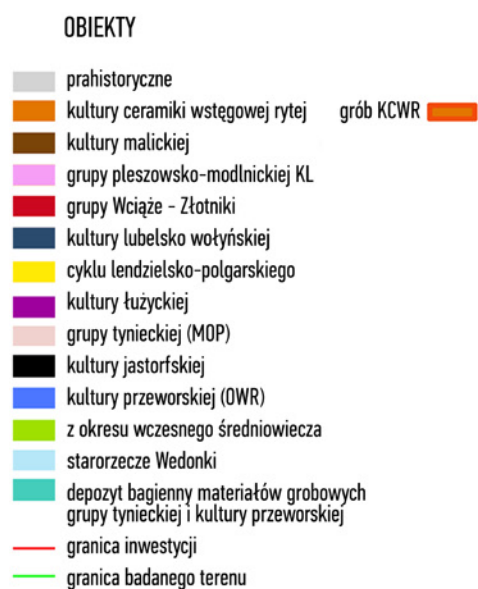 OBIEKTY
prahistoryczne
kultury ceramiki wstęgowej rytej grób KCWR
kultury malickiej
grupy pleszowsko-modlnickiej KL
grupy Wciąże - Złotniki
kultury lubelsko wołyńskiej
cyklu lendzielsko-polgarskiego
kultury łużyckiej
grupy tynieckiej (MOP)
kultury jastorfskiej
kultury przeworskiej (OWR)
z okresu wczesnego średniowiecza
starorzecze Wedonki
depozyt bagienny materiałów grobowych
grupy tynieckiej i kultury przeworskiej
granica inwestycji
granica badanego terenu